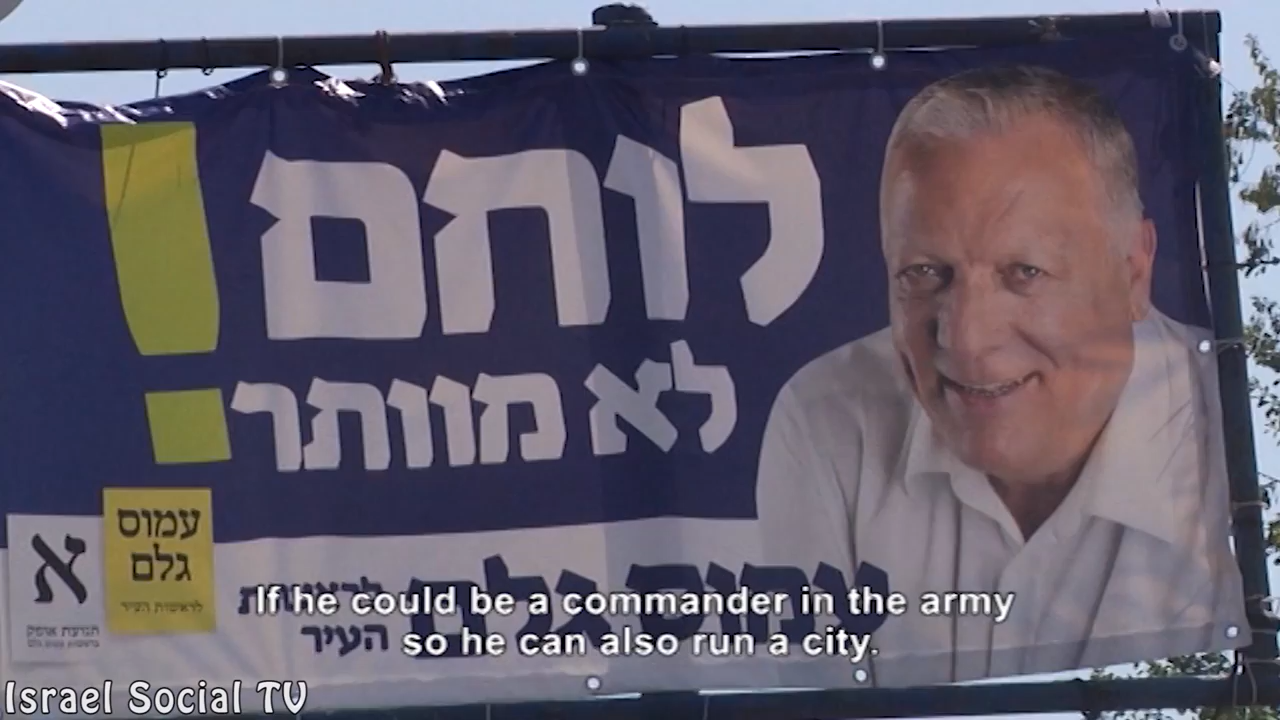 לוחם!
לא מוותר
עמוס גלם
לראשות
העיר
עמוס
גלם
לראשות העיר
א
If he could be a commander in the army
so he can also run a city.
Israel Social TV